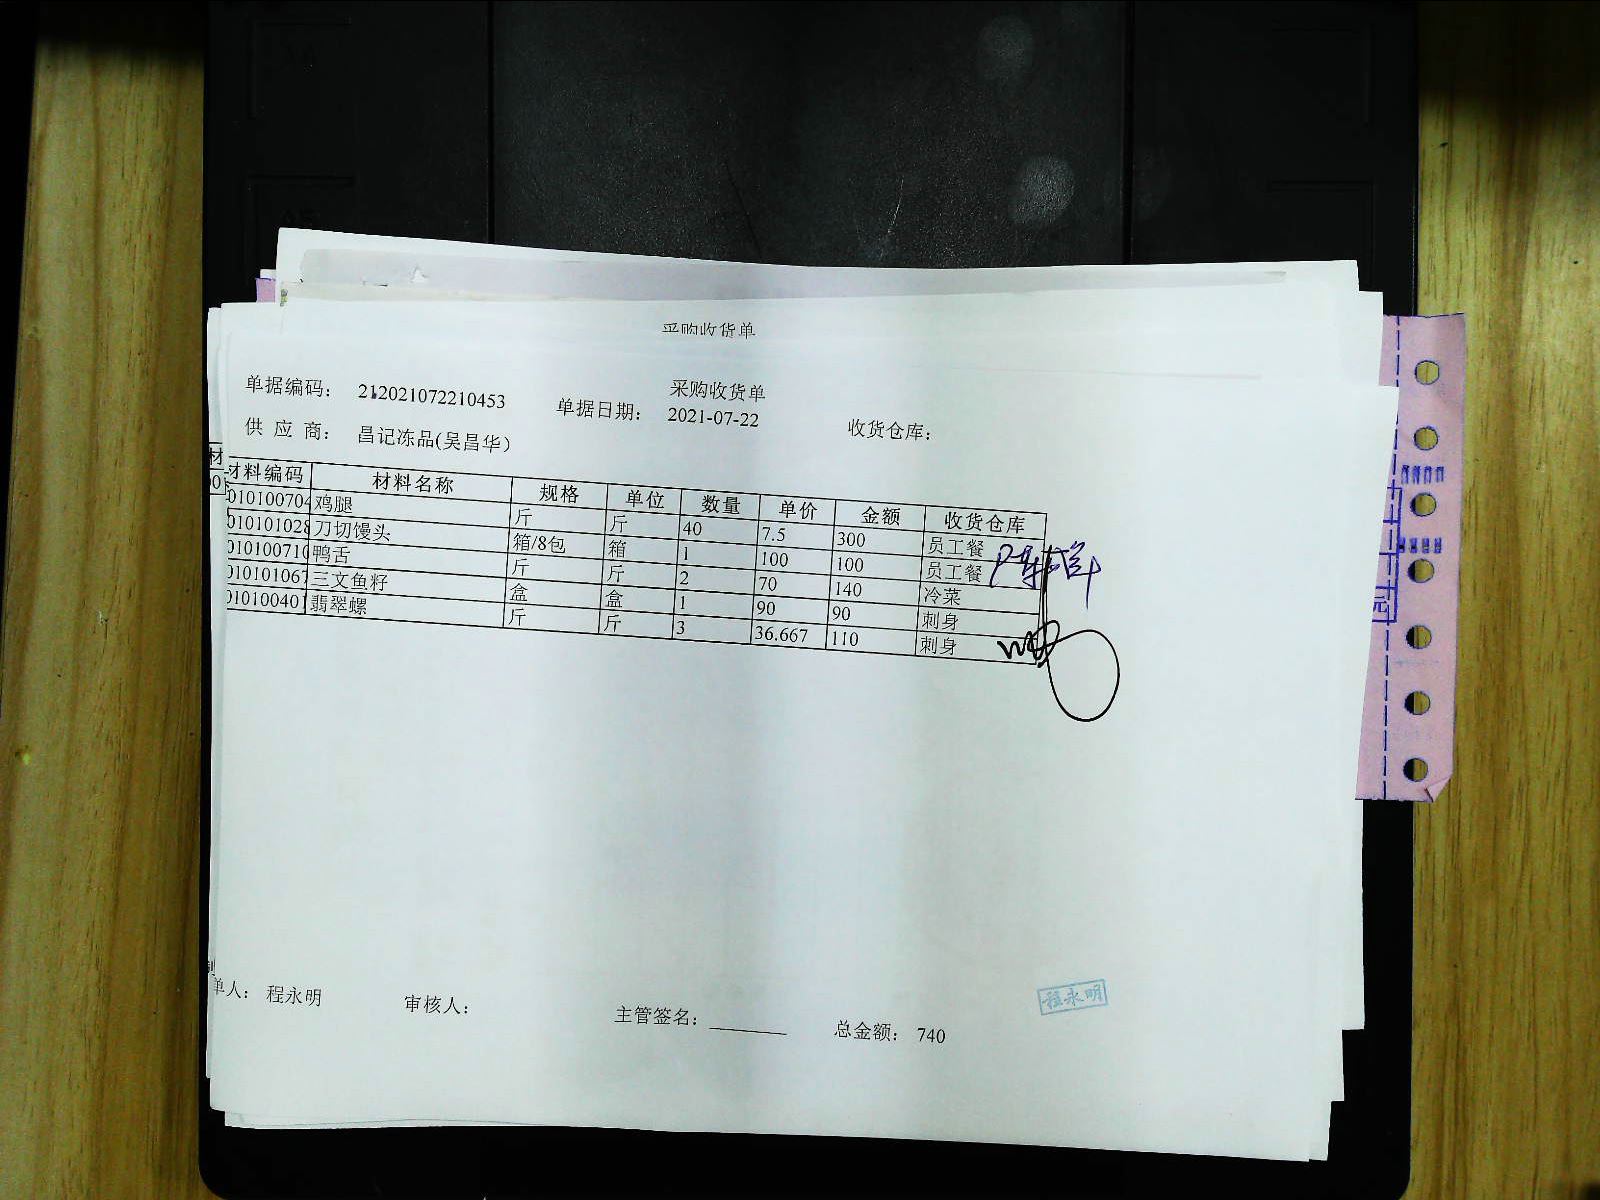 采购收货单
采购收货单
单据编码： 212021072210453 单据日期： 2021-07-22 收货仓库：
供 应 商： 昌记冻品(吴昌华)
材料编码 材料名称 规格 单位 数量 单价 金额 收货仓库
010100704 鸡腿 斤 斤 40 7.5 300 员工餐
010101028 刀切馒头 箱/8包 箱 1 100 100 员工餐
010100710 鸭舌 斤 斤 2 70 140 冷菜
010101067 三文鱼籽 盒 盒 1 90 90 刺身
010100401 翡翠螺 斤 斤 3 36.667 110 刺身
单人： 程永明 审核人： 主管签名： 总金额： 740
程永明